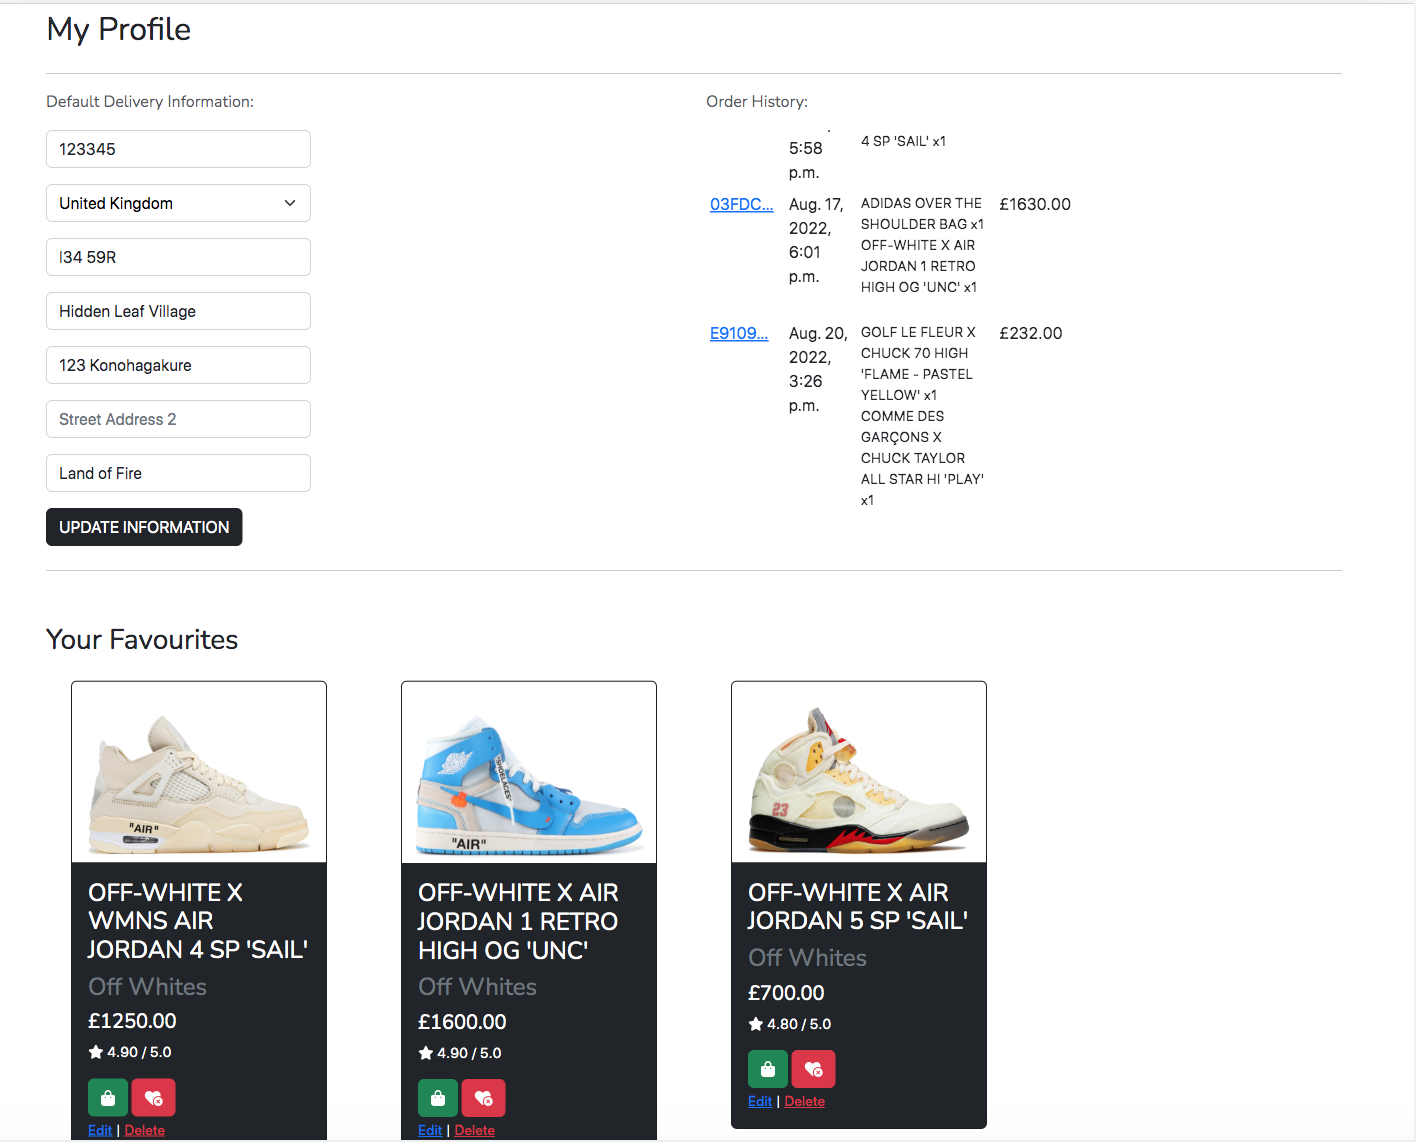 My Profile
Default Delivery Information:
123345
United Kingdom
I34 59R
Hidden Leaf Village
123 Konohagakure
Street Address 2
Land of Fire
UPDATE INFORMATION
Order History:
5:58
p.m.
4 SP 'SAIL' x1
03FDC...
Aug. 17,
2022,
6:01
p.m.
ADIDAS OVER THE
SHOULDER BAG x1
OFF-WHITE X AIR
JORDAN 1 RETRO
HIGH OG 'UNC' x1
£1630.00
E9109...
Aug. 20,
2022,
3:26
p.m.
GOLF LE FLEUR X
CHUCK 70 HIGH
'FLAME - PASTEL
YELLOW' x1
COMME DES
GARÇONS X
CHUCK TAYLOR
ALL STAR HI 'PLAY'
x1
£232.00
Your Favourites
"AIR"
OFF-WHITE X
WMNS AIR
JORDAN 4 SP 'SAIL'
Off Whites
£1250.00
4.90 / 5.0
Edit | Delete
"SHOELACES"
"AIR"
OFF-WHITE X AIR
JORDAN 1 RETRO
HIGH OG 'UNC'
Off Whites
£1600.00
4.90 / 5.0
Edit | Delete
23
OFF-WHITE X AIR
JORDAN 5 SP 'SAIL'
Off Whites
£700.00
4.80 / 5.0
Edit | Delete